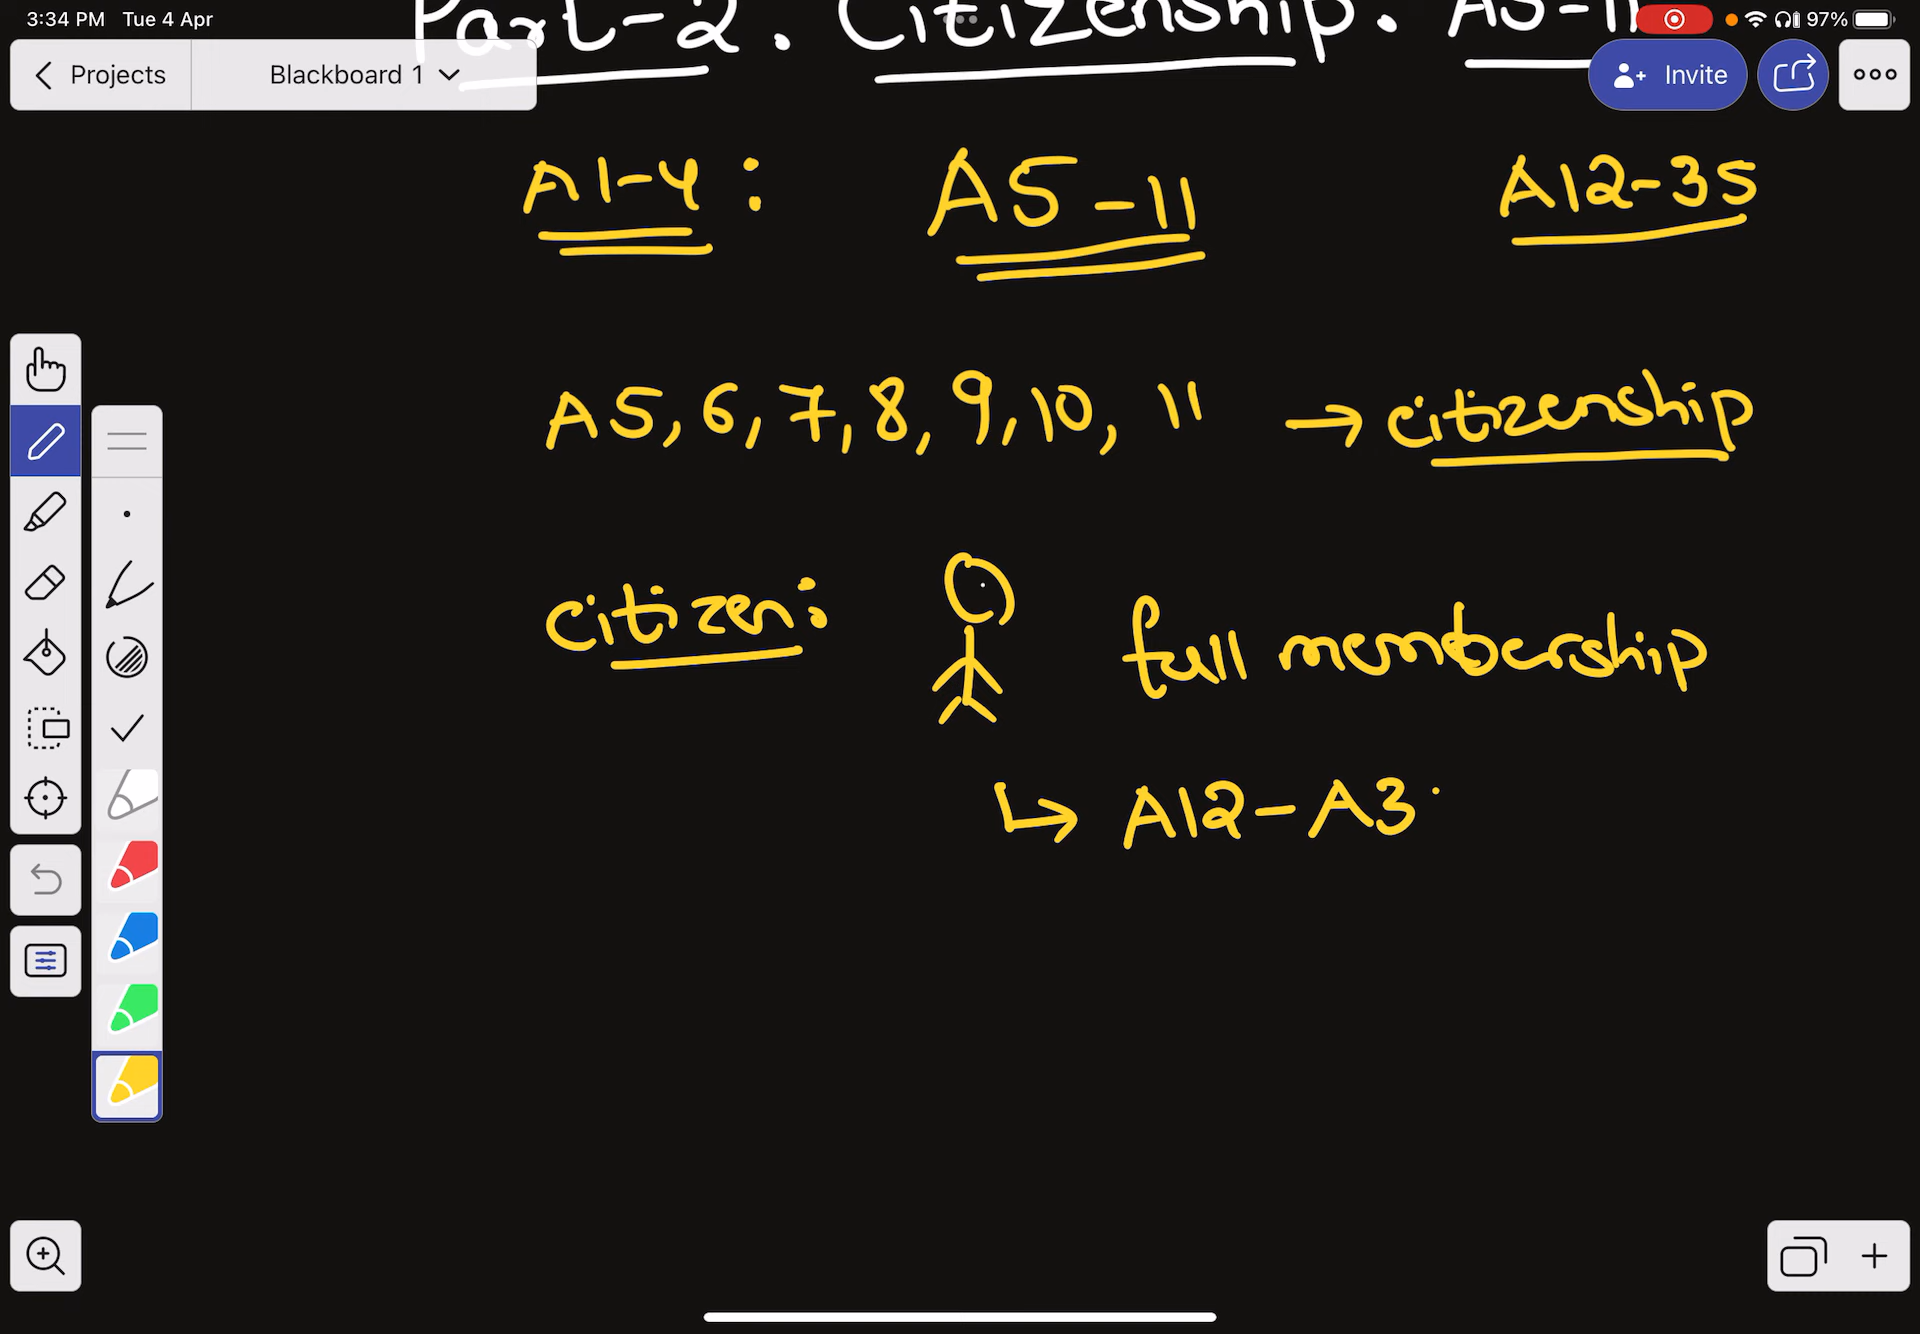 3:34 PM Tue 4 Apr
97%
Part-2. Citizenship. A5-11
Projects
Blackboard 1
Invite
A1-4: A5-11 A12-35
A5, 6, 7, 8, 9, 10, 11 → citizenship
citizen: full membership
↳ A12-A3